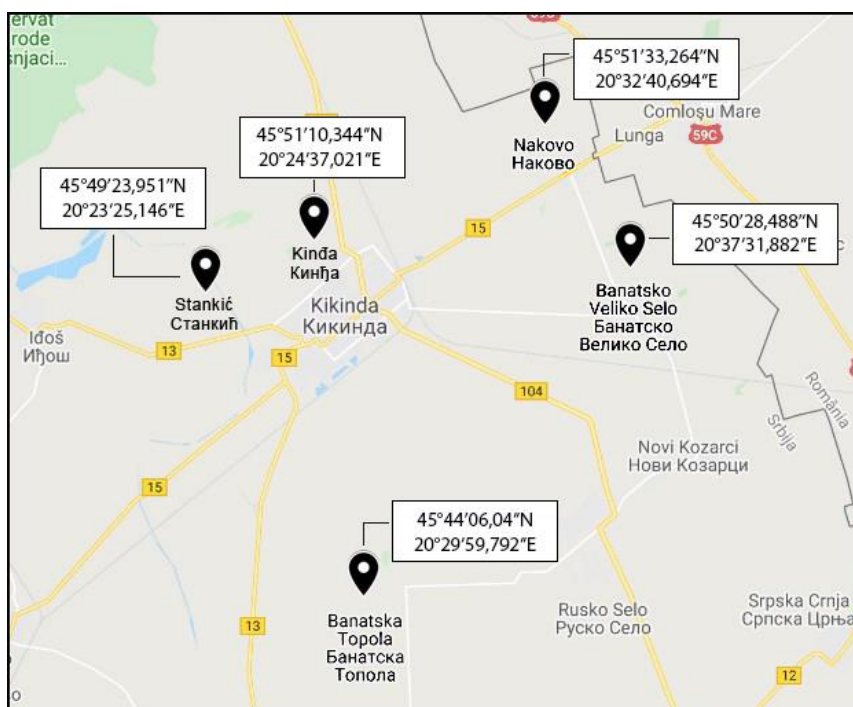 ervat
rode
šnjaci...
59C
45°51’33,264”N
20°32’40,694”E
Comloşu Mare
59C
Lunga
Nakovo
Наково
45°51’10,344”N
20°24’37,021”E
45°49’23,951”N
20°23’25,146”E
15
45°50’28,488”N
20°37’31,882”E
с
Kinđa
Кинђа
Banatsko
Veliko Selo
Банатско
Велико Село
Stankić
Станкић
Kikinda
Кикинда
Iđoš
Иђош
13
15
104
România
Srbija
Novi Kozarci
Нови Козарци
15
45°44’06,04”N
20°29’59,792”E
Banatska
Topola
Банатска
Топола
Rusko Selo
Руско Село
Srpska Crnja
Српска Црња
13
12
о